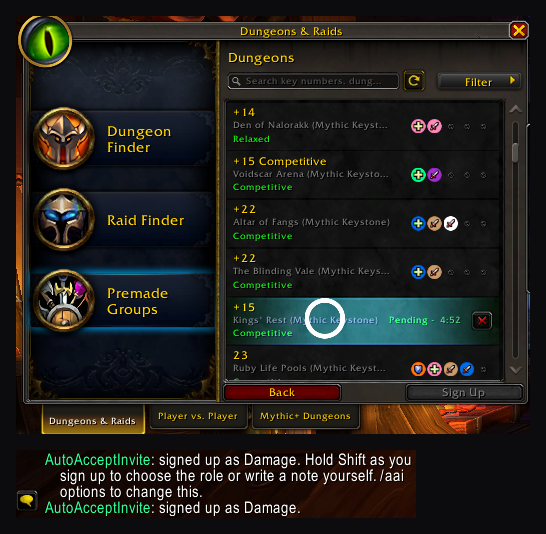 Dungeons & Raids
Dungeons
Search key numbers, dung...
Filter
Dungeon
Finder
Raid Finder
Premade
Groups
+14
Den of Nalorakk (Mythic Keyst...
Relaxed
+15 Competitive
Voidscar Arena (Mythic Keysto...
Competitive
+22
Altar of Fangs (Mythic Keystone)
Competitive
+22
The Blinding Vale (Mythic Keys...
Competitive
+15
Kings' Rest (Mythic Keystone)
Pending - 4:52
Competitive
23
Ruby Life Pools (Mythic Keyst...
Back
Sign Up
Dungeons & Raids
Player vs. Player
Mythic+ Dungeons
AutoAcceptInvite: signed up as Damage. Hold Shift as you
sign up to choose the role or write a note yourself. /aai
options to change this.
AutoAcceptInvite: signed up as Damage.